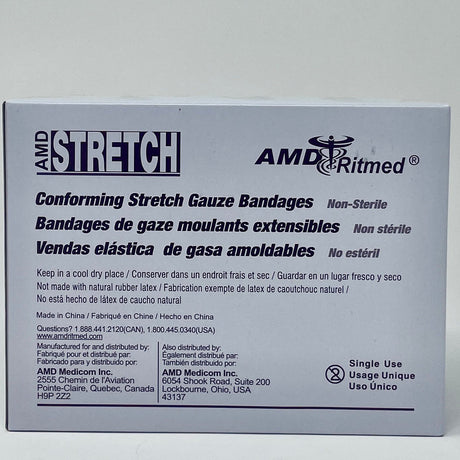 AMD STRETCH
AMD Ritmed®
Conforming Stretch Gauze Bandages Non-Sterile
Bandages de gaze moulants extensibles Non stérile
Vendas elástica de gasa amoldables No estéril
Keep in a cool dry place / Conserver dans un endroit frais et sec / Guardar en un lugar fresco y seco
Not made with natural rubber latex / Fabrication exempte de latex de caoutchouc naturel /
No está hecho de látex de caucho natural
Made in China / Fabriqué en Chine / Hecho en China
Questions? 1.888.441.2120(CAN), 1.800.445.0340(USA)
www.amdritmed.com
Manufactured for and distributed by:
Fabriqué pour et distribué par:
Fabricado para y distribuido por:
AMD Medicom Inc.
2555 Chemin de l'Aviation
Pointe-Claire, Quebec, Canada
H9P 2Z2
Also distributed by:
Également distribué par:
También distribuido por:
AMD Medicom Inc.
6054 Shook Road, Suite 200
Lockbourne, Ohio, USA
43137
2
Single Use
Usage Unique
Uso Único